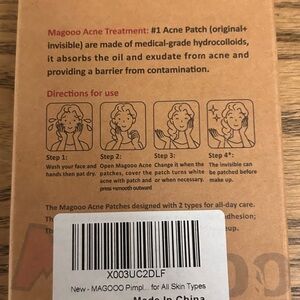 Magooo Acne Treatment: #1 Acne Patch (original+
invisible) are made of medical-grade hydrocolloids,
it absorbs the oil and exudate from acne and
providing a barrier from contamination.
Directions for use
Step 1:
Wash your face and
hands then pat dry.
Step 2:
Open Magooo Acne
patches, cover the
acne with patch and
press +smooth outward
Step 3:
Change it when the
patch turns white
or when necessary.
Step 4*:
The invisible can
be patched before
make up.
The Magooo Acne Patches designed with 2 types for all-day care.
adhesion;
X003UC2DLF
New - MAGOOO Pimpl... for All Skin Types
Made In China